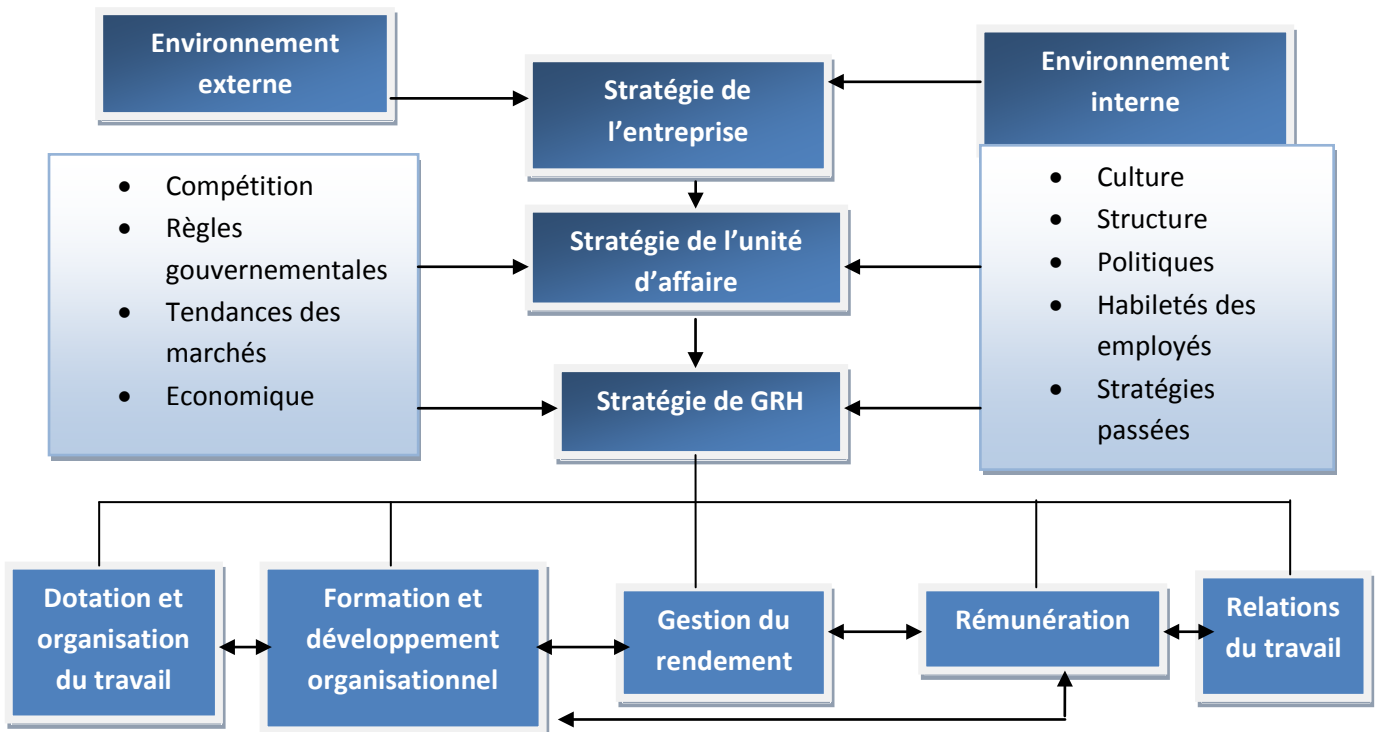 Environnement
externe
Stratégie de
l’entreprise
Environnement
interne
• Compétition
• Règles
gouvernementales
• Tendances des
marchés
• Economique
Stratégie de l’unité
d’affaire
Stratégie de GRH
• Culture
• Structure
• Politiques
• Habiletés des
employés
• Stratégies
passées
Dotation et
organisation
du travail
Formation et
développement
organisationnel
Gestion du
rendement
Rémunération
Relations
du travail